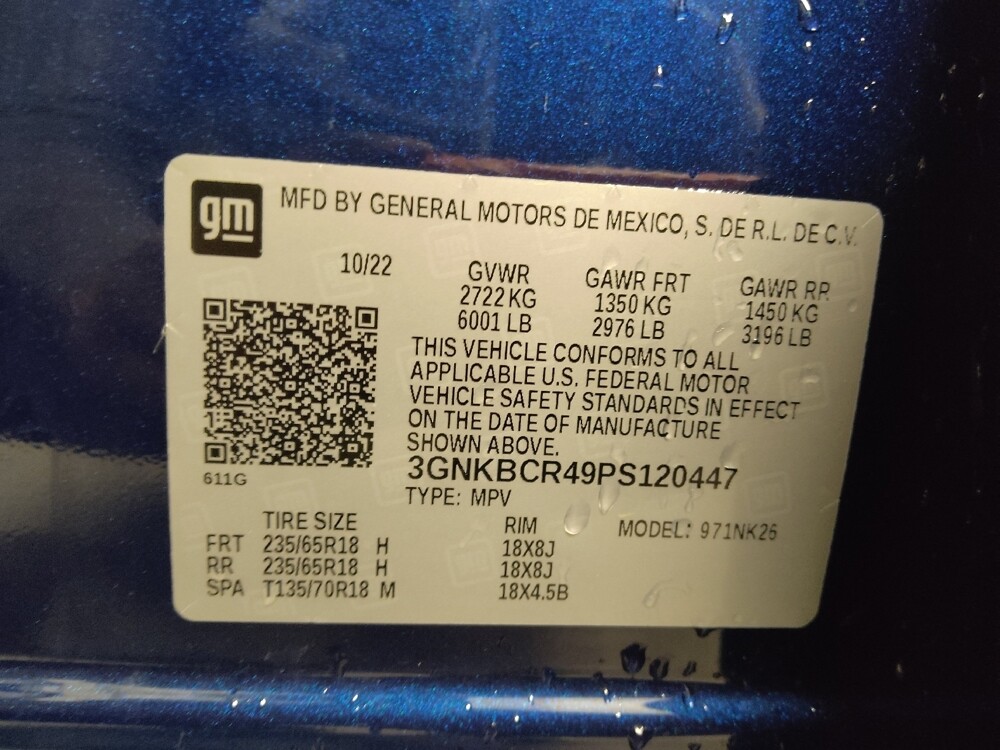 gm
MFD BY GENERAL MOTORS DE MEXICO, S. DE R.L. DE C.V.
10/22 GVWR GAWR FRT GAWR RR
2722 KG 1350 KG 1450 KG
6001 LB 2976 LB 3196 LB
THIS VEHICLE CONFORMS TO ALL
APPLICABLE U.S. FEDERAL MOTOR
VEHICLE SAFETY STANDARDS IN EFFECT
ON THE DATE OF MANUFACTURE
SHOWN ABOVE.
3GNKBCR49PS120447
611G
TYPE: MPV
TIRE SIZE RIM MODEL: 971NK26
FRT 235/65R18 H 18X8J
RR 235/65R18 H 18X8J
SPA T135/70R18 M 18X4.5B